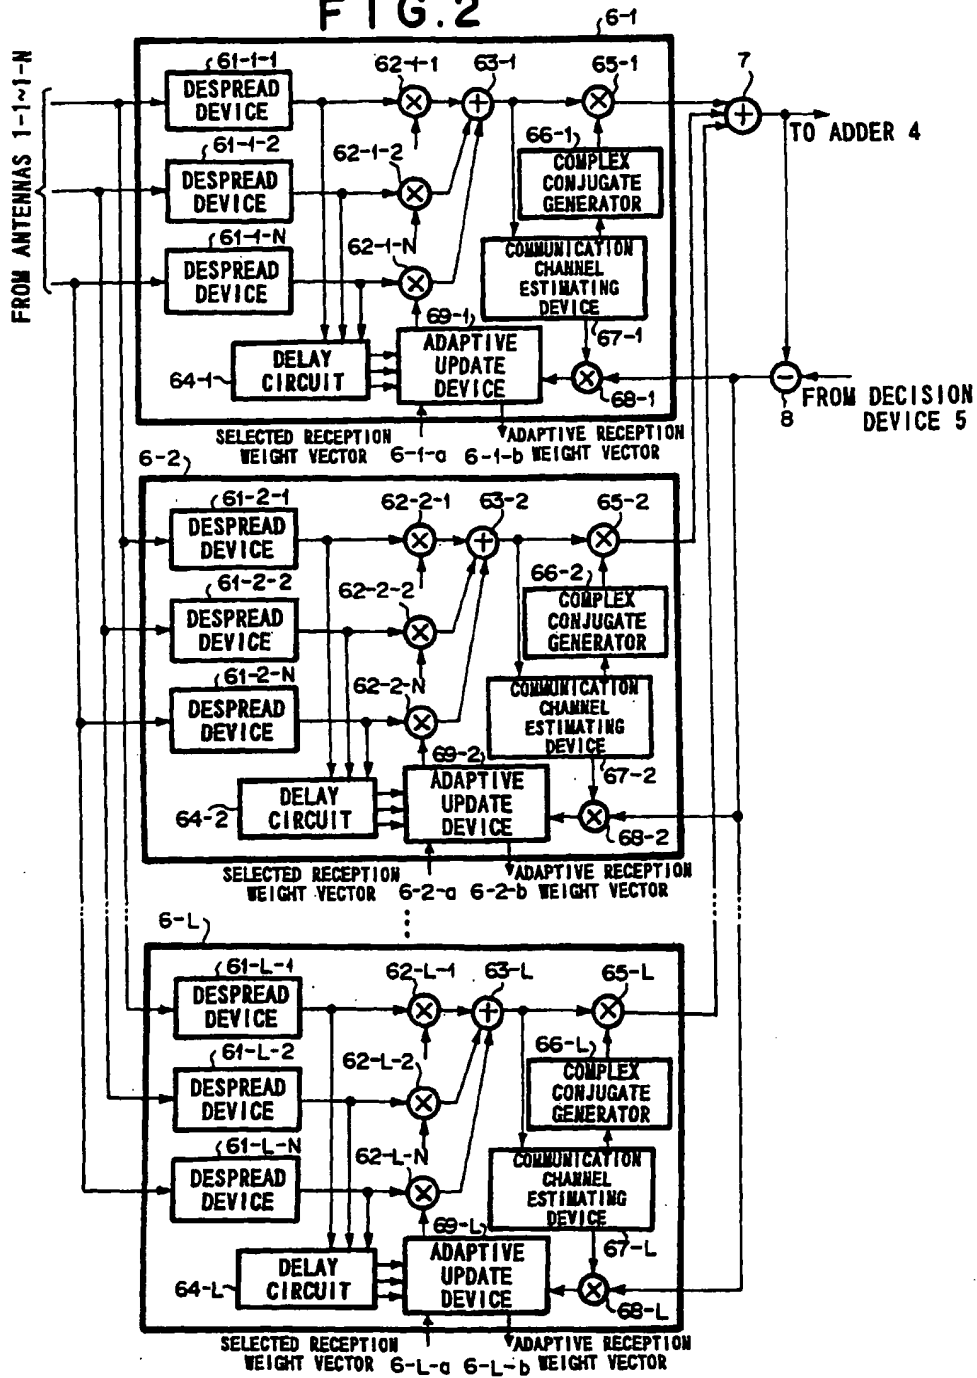 FIG.2
6-1
FROM ANTENNAS 1-1~1-N
61-1-1
DESPREAD
DEVICE
62-1-1
63-1
65-1
7
TO ADDER 4
61-1-2
DESPREAD
DEVICE
62-1-2
66-1
COMPLEX
CONJUGATE
GENERATOR
61-1-N
DESPREAD
DEVICE
62-1-N
COMMUNICATION
CHANNEL
ESTIMATING
DEVICE
67-1
69-1
DELAY
CIRCUIT
64-1
ADAPTIVE
UPDATE
DEVICE
68-1
8
FROM DECISION
DEVICE 5
SELECTED RECEPTION
WEIGHT VECTOR
6-1-a
6-1-b
ADAPTIVE RECEPTION
WEIGHT VECTOR
6-2
61-2-1
DESPREAD
DEVICE
62-2-1
63-2
65-2
61-2-2
DESPREAD
DEVICE
62-2-2
66-2
COMPLEX
CONJUGATE
GENERATOR
61-2-N
DESPREAD
DEVICE
62-2-N
COMMUNICATION
CHANNEL
ESTIMATING
DEVICE
67-2
69-2
DELAY
CIRCUIT
64-2
ADAPTIVE
UPDATE
DEVICE
68-2
SELECTED RECEPTION
WEIGHT VECTOR
6-2-a
6-2-b
ADAPTIVE RECEPTION
WEIGHT VECTOR
6-L
61-L-1
DESPREAD
DEVICE
62-L-1
63-L
65-L
61-L-2
DESPREAD
DEVICE
62-L-2
66-L
COMPLEX
CONJUGATE
GENERATOR
61-L-N
DESPREAD
DEVICE
62-L-N
COMMUNICATION
CHANNEL
ESTIMATING
DEVICE
67-L
69-L
DELAY
CIRCUIT
64-L
ADAPTIVE
UPDATE
DEVICE
68-L
SELECTED RECEPTION
WEIGHT VECTOR
6-L-a
6-L-b
ADAPTIVE RECEPTION
WEIGHT VECTOR